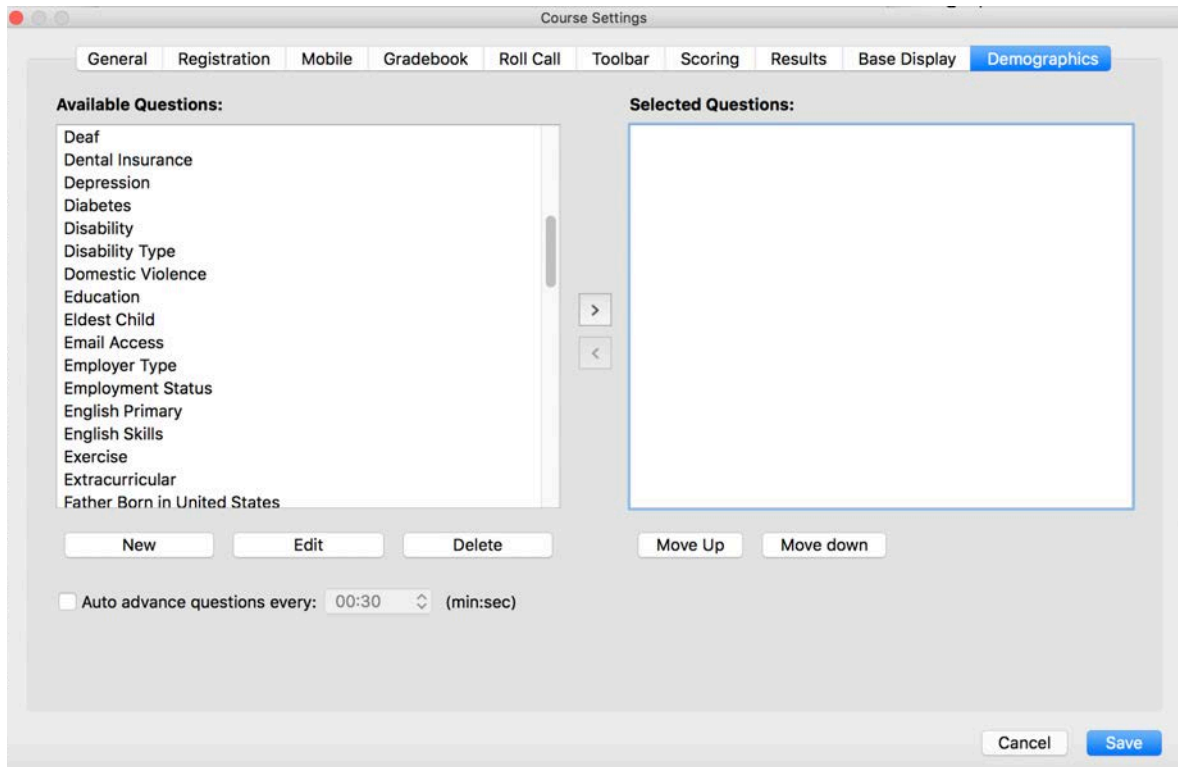 Course Settings
General Registration Mobile Gradebook Roll Call Toolbar Scoring Results Base Display Demographics
Available Questions:
Deaf
Dental Insurance
Depression
Diabetes
Disability
Disability Type
Domestic Violence
Education
Eldest Child
Email Access
Employer Type
Employment Status
English Primary
English Skills
Exercise
Extracurricular
Father Born in United States
Selected Questions:
>
<
New Edit Delete
Move Up Move down
Auto advance questions every: 00:30 (min:sec)
Cancel Save